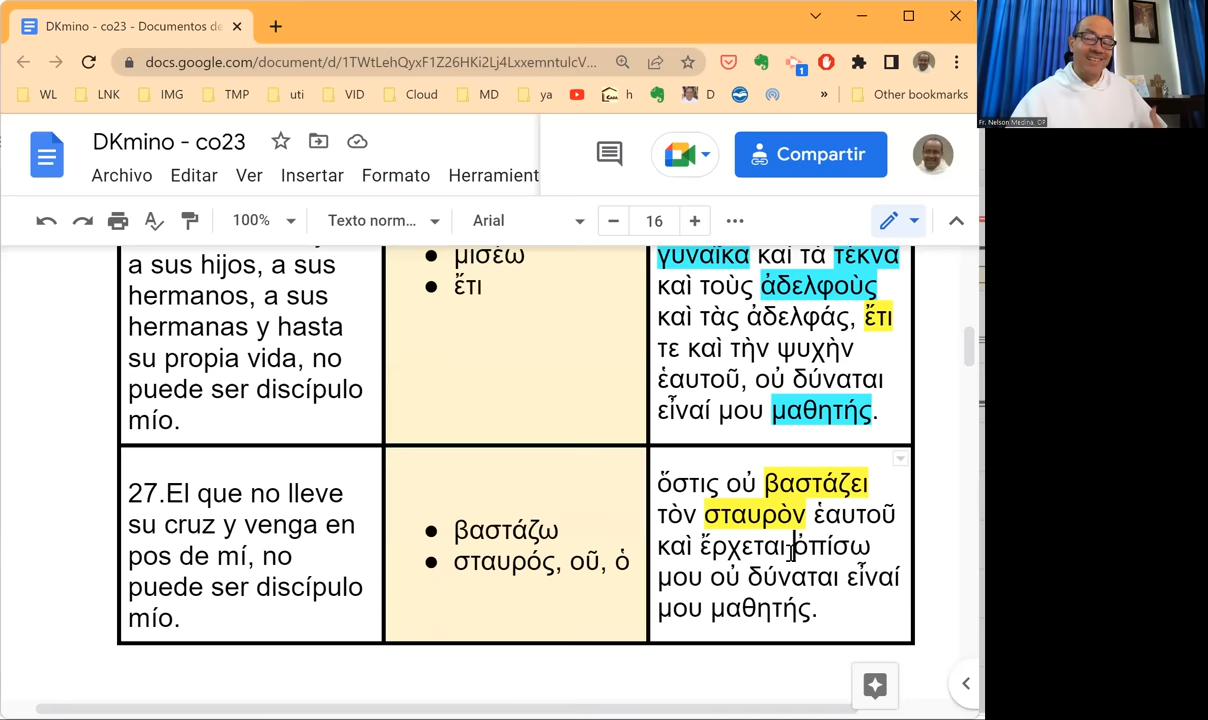 DKmino - co23 - Documentos de
docs.google.com/document/d/1TWtLehQyxF1Z26HKi2Lj4LxxemntulcV...
1
WL LNK IMG TMP uti VID Cloud MD ya h D » Other bookmarks
DKmino - co23
Archivo Editar Ver Insertar Formato Herramient
Compartir
100% Texto norm... Arial 16
a sus hijos, a sus
hermanos, a sus
hermanas y hasta
su propia vida, no
puede ser discípulo
mío.
● μισέω
● ἔτι
γυναῖκα καὶ τὰ τέκνα
καὶ τοὺς ἀδελφοὺς
καὶ τὰς ἀδελφάς, ἔτι
τε καὶ τὴν ψυχὴν
ἑαυτοῦ, οὐ δύναται
εἶναί μου μαθητής.
27.El que no lleve
su cruz y venga en
pos de mí, no
puede ser discípulo
mío.
● βαστάζω
● σταυρός, οῦ, ὁ
ὅστις οὐ βαστάζει
τὸν σταυρὸν ἑαυτοῦ
καὶ ἔρχεται ὀπίσω
μου οὐ δύναται εἶναί
μου μαθητής.
Fr. Nelson Medina, OP